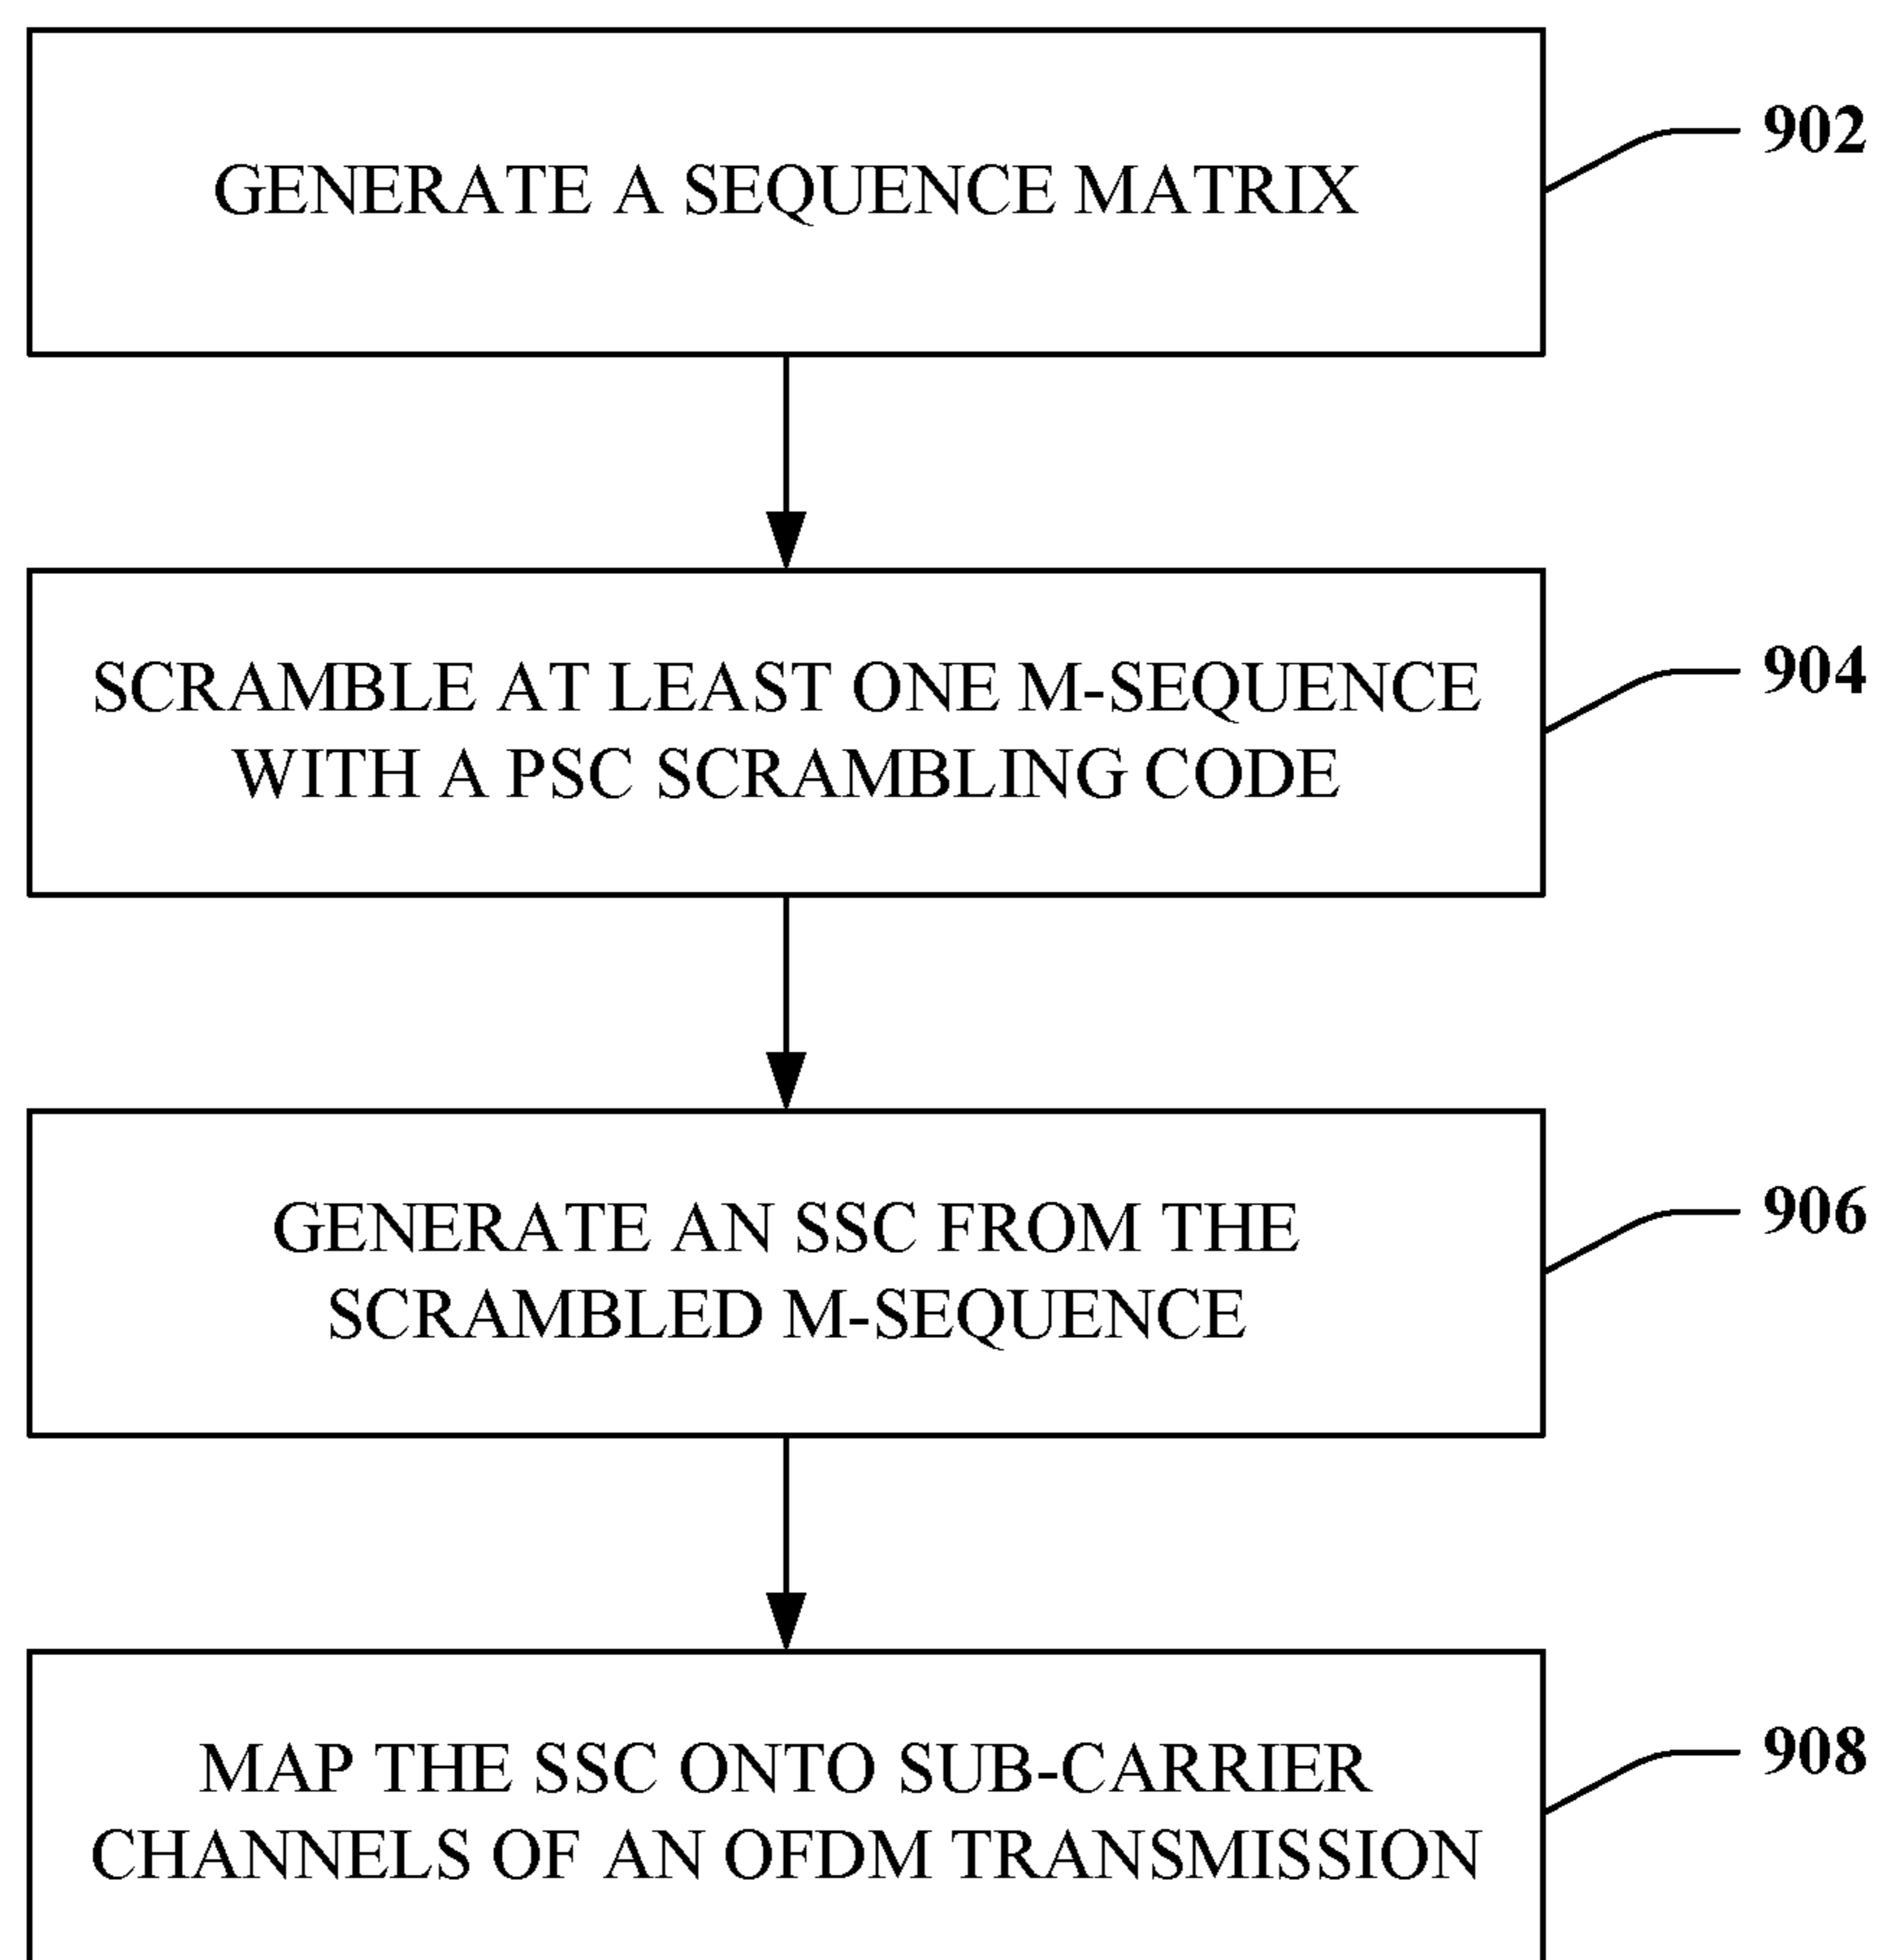 GENERATE A SEQUENCE MATRIX
902
SCRAMBLE AT LEAST ONE M-SEQUENCE
WITH A PSC SCRAMBLING CODE
904
GENERATE AN SSC FROM THE
SCRAMBLED M-SEQUENCE
906
MAP THE SSC ONTO SUB-CARRIER
CHANNELS OF AN OFDM TRANSMISSION
908